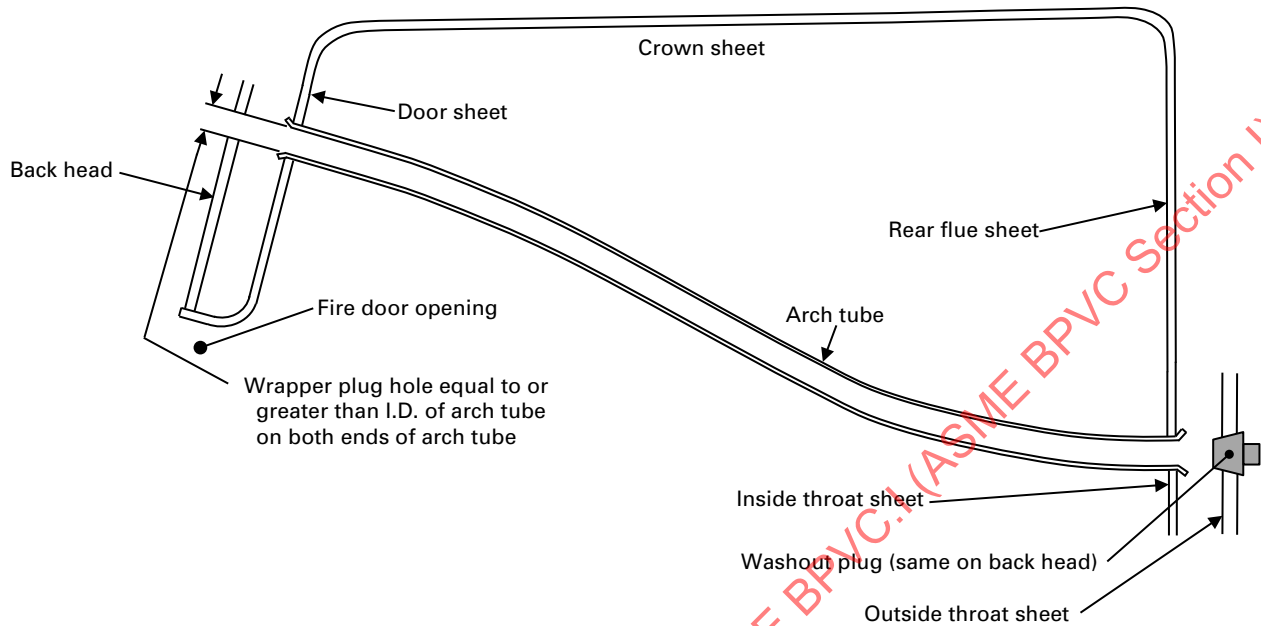 Crown sheet
Door sheet
Back head
Rear flue sheet
Fire door opening
Arch tube
Wrapper plug hole equal to or
greater than I.D. of arch tube
on both ends of arch tube
Inside throat sheet
Washout plug (same on back head)
Outside throat sheet
E BPVC.I (ASME BPVC Section I)